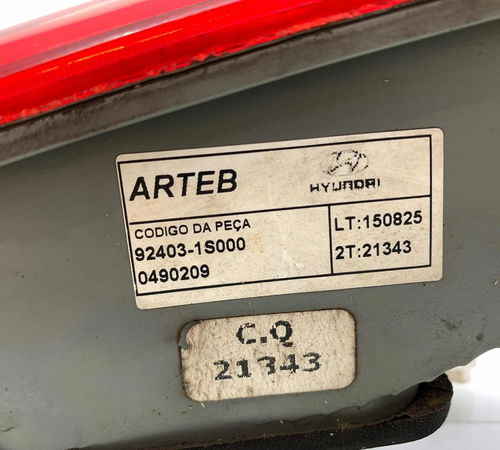 ARTEB
HYUNDAI
CODIGO DA PEÇA
92403-1S000
0490209
LT:150825
2T:21343
C.Q
21343